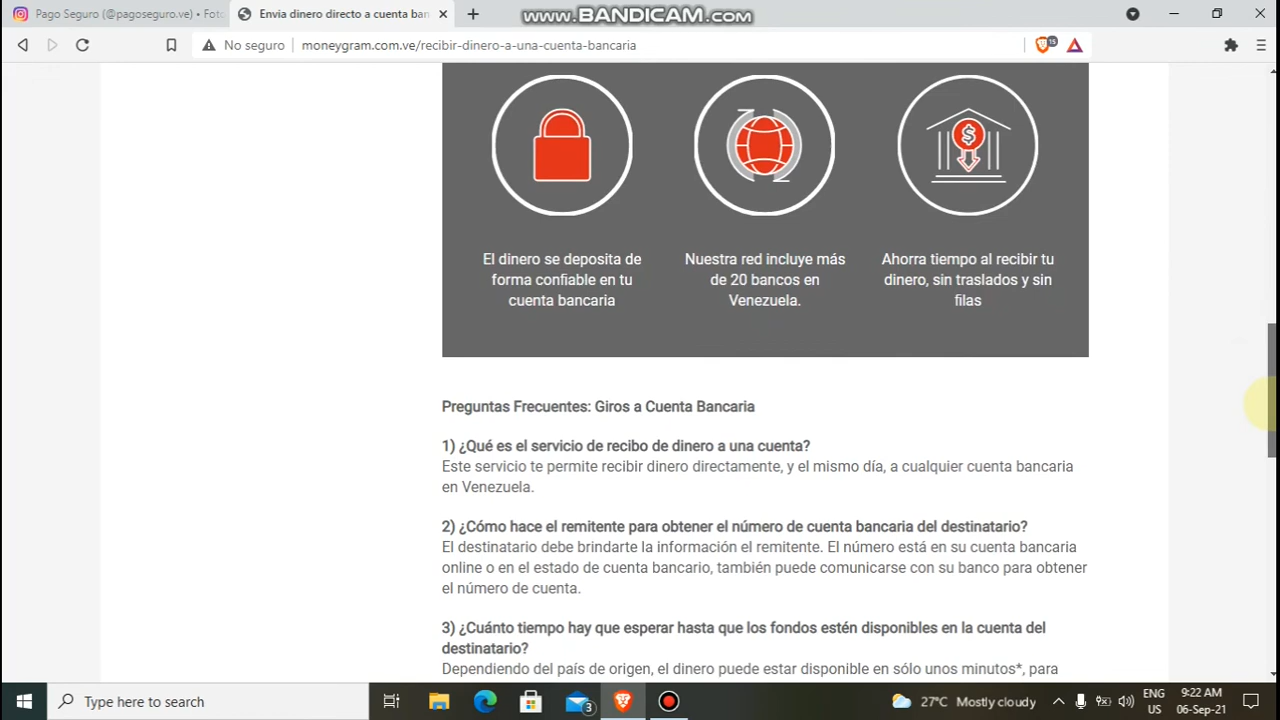 Pago Seguro (@pagoseguro.ve) • Foto
Envia dinero directo a cuenta ban
WWW.BANDICAM.COM
No seguro
moneygram.com.ve/recibir-dinero-a-una-cuenta-bancaria
15
$
El dinero se deposita de
forma confiable en tu
cuenta bancaria
Nuestra red incluye más
de 20 bancos en
Venezuela.
Ahorra tiempo al recibir tu
dinero, sin traslados y sin
filas
Preguntas Frecuentes: Giros a Cuenta Bancaria
1) ¿Qué es el servicio de recibo de dinero a una cuenta?
Este servicio te permite recibir dinero directamente, y el mismo día, a cualquier cuenta bancaria
en Venezuela.
2) ¿Cómo hace el remitente para obtener el número de cuenta bancaria del destinatario?
El destinatario debe brindarte la información el remitente. El número está en su cuenta bancaria
online o en el estado de cuenta bancario, también puede comunicarse con su banco para obtener
el número de cuenta.
3) ¿Cuánto tiempo hay que esperar hasta que los fondos estén disponibles en la cuenta del
destinatario?
Dependiendo del país de origen, el dinero puede estar disponible en sólo unos minutos*, para
Type here to search
3
27°C Mostly cloudy
ENG
US
9:22 AM
06-Sep-21